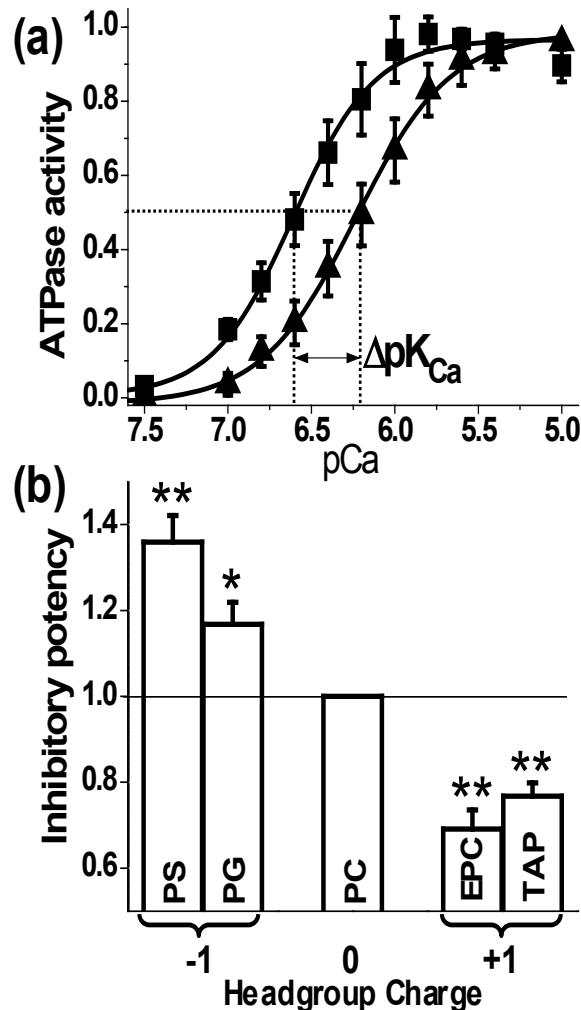 (a)
ATPase activity
1.0
0.8
0.6
0.4
0.2
0.0
ΔpK_Ca
7.5 7.0 6.5 6.0 5.5 5.0
pCa
(b)
Inhibitory potency
1.4
1.2
1.0
0.8
0.6
** * ** **
PS PG PC EPC TAP
-1 0 +1
Headgroup Charge